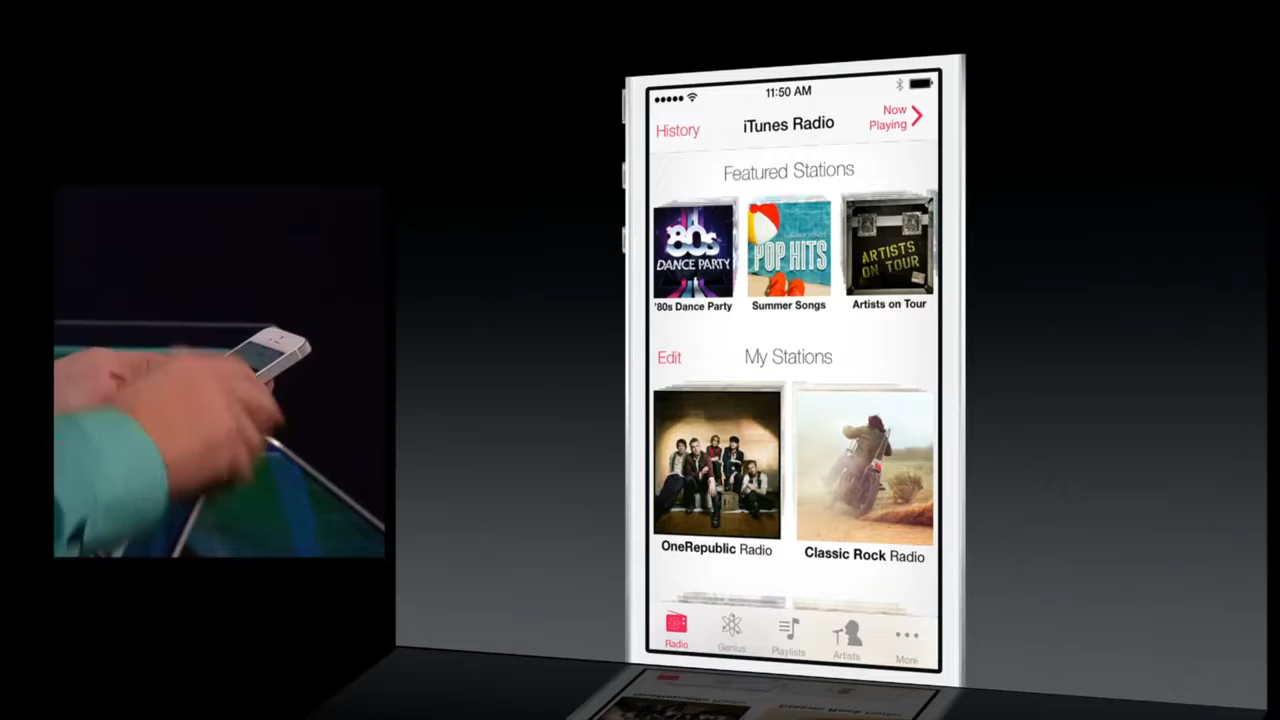 11:50 AM
History
iTunes Radio
Now
Playing
Featured Stations
80s
DANCE PARTY
POP HITS
ARTISTS
ON TOUR
'80s Dance Party
Summer Songs
Artists on Tour
Edit
My Stations
OneRepublic Radio
Classic Rock Radio
Radio
Genius
Playlists
Artists
More